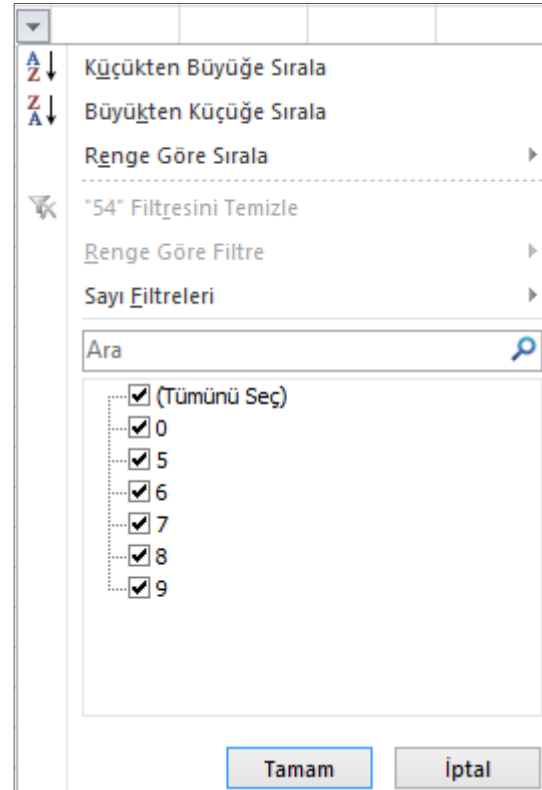 Küçükten Büyüğe Sırala
Büyükten Küçüğe Sırala
Renge Göre Sırala
"54" Filtresini Temizle
Renge Göre Filtre
Sayı Filtreleri
Ara
(Tümünü Seç)
0
5
6
7
8
9
Tamam İptal